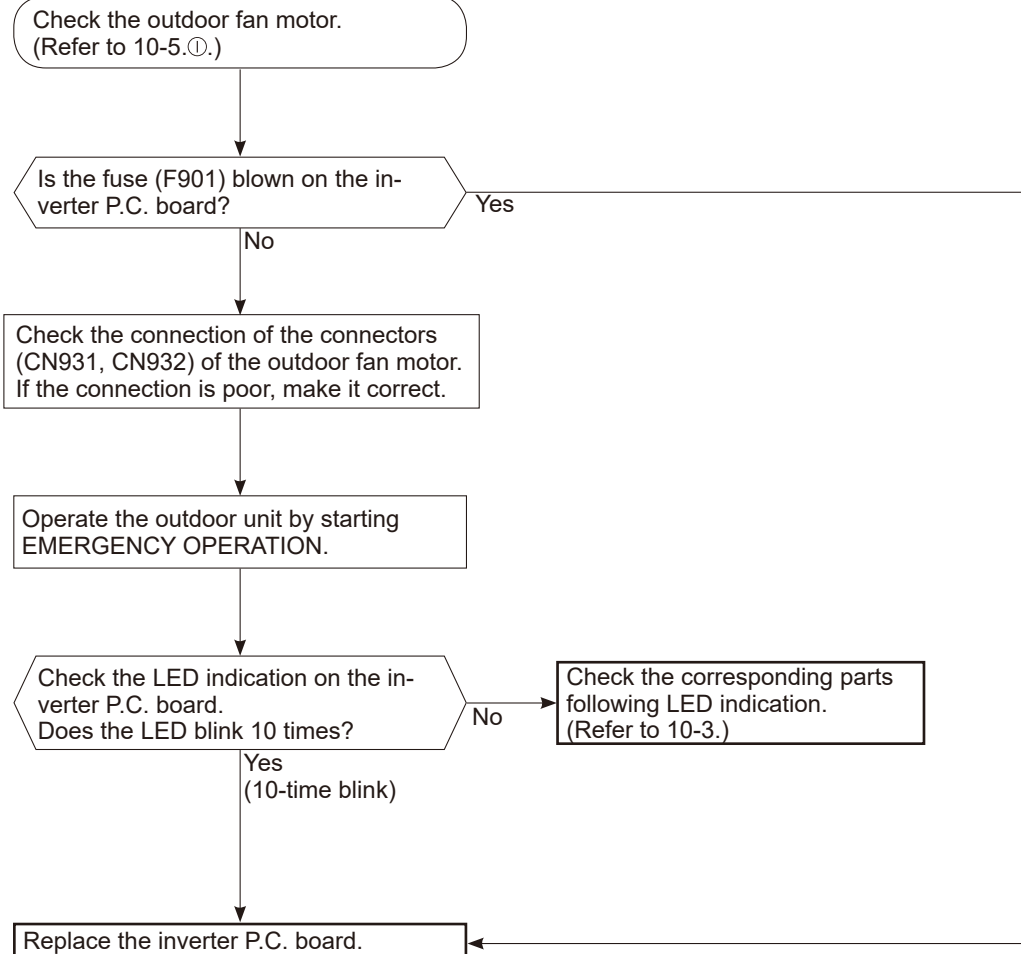 Check the outdoor fan motor.
(Refer to 10-5.Ⓘ.)
Is the fuse (F901) blown on the in-
verter P.C. board?
Yes
No
Check the connection of the connectors
(CN931, CN932) of the outdoor fan motor.
If the connection is poor, make it correct.
Operate the outdoor unit by starting
EMERGENCY OPERATION.
Check the LED indication on the in-
verter P.C. board.
Does the LED blink 10 times?
No
Check the corresponding parts
following LED indication.
(Refer to 10-3.)
Yes
(10-time blink)
Replace the inverter P.C. board.